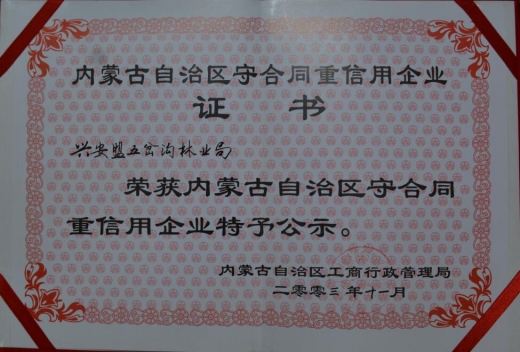 内蒙古自治区守合同重信用企业
证 书
兴安盟五岔沟林业局
荣获内蒙古自治区守合同
重信用企业特予公示。
内蒙古自治区工商行政管理局
二零零三年十一月